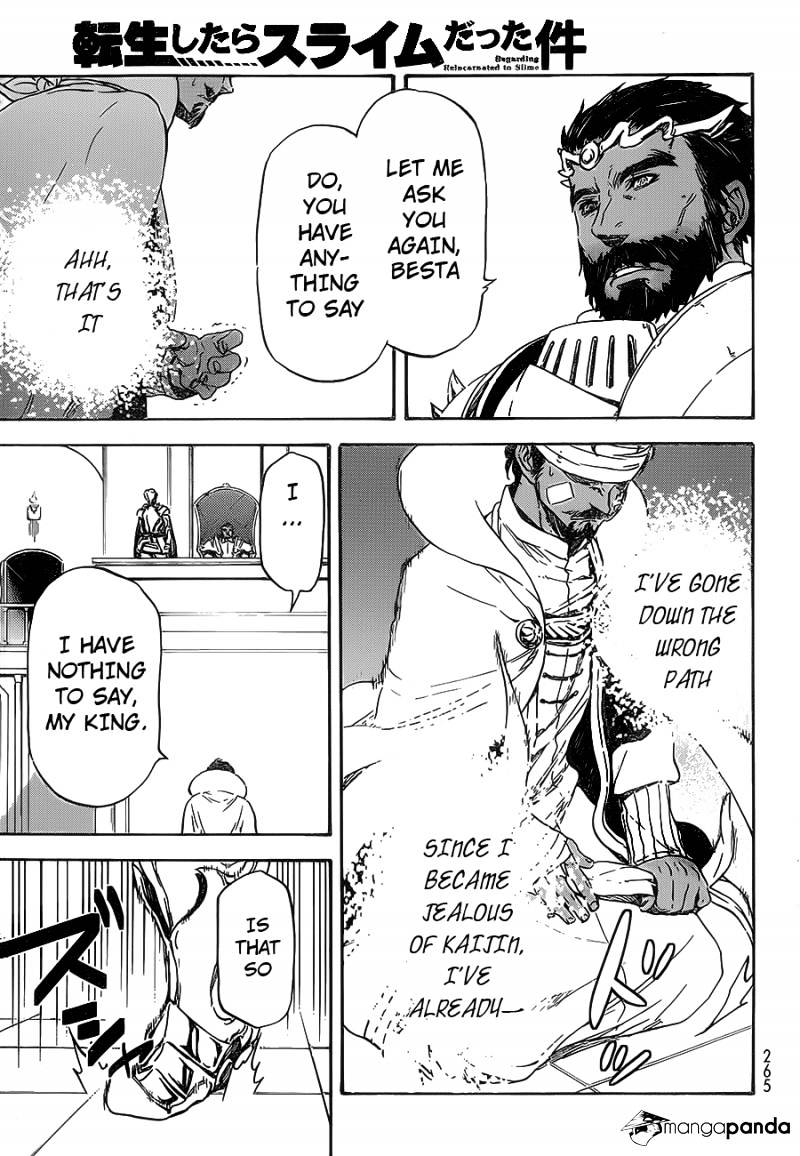 転生したらスライムだった件
Regarding
Reincarnated to Slime
LET ME
ASK
YOU
AGAIN,
BESTA
DO,
YOU
HAVE
ANY-
THING
TO SAY
AHH,
THAT'S
IT
I'VE GONE
DOWN THE
WRONG
PATH
SINCE I
BECAME
JEALOUS
OF KAIJIN,
I'VE
ALREADY—
I
...
I HAVE
NOTHING
TO SAY,
MY KING.
IS
THAT
SO
ズズッ
265
mangapanda